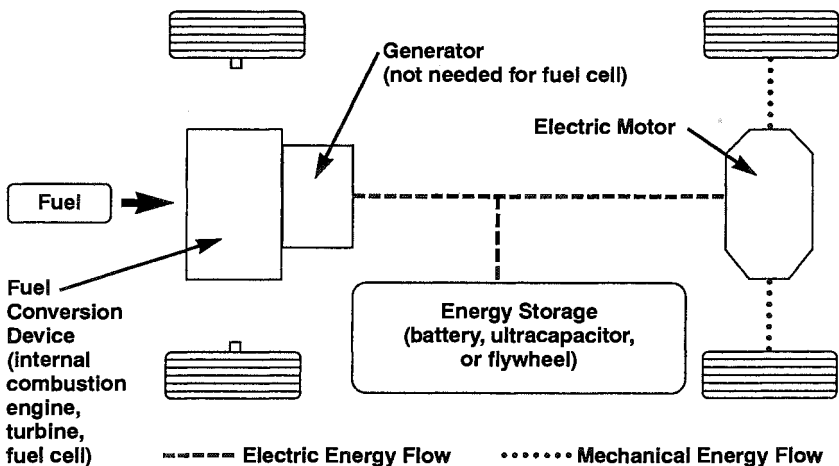 Generator
(not needed for fuel cell)
Electric Motor
Fuel
Fuel
Conversion
Device
(internal
combustion
engine,
turbine,
fuel cell)
Energy Storage
(battery, ultracapacitor,
or flywheel)
Electric Energy Flow
Mechanical Energy Flow